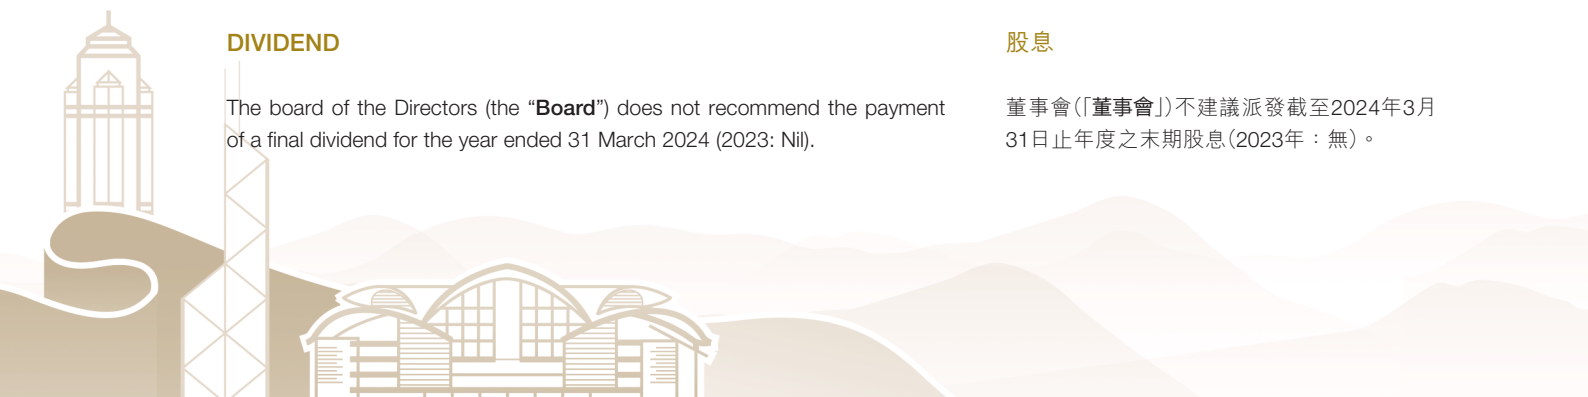 DIVIDEND
The board of the Directors (the “Board”) does not recommend the payment
of a final dividend for the year ended 31 March 2024 (2023: Nil).
股息
董事會(「董事會」)不建議派發截至2024年3月
31日止年度之末期股息(2023年：無)。